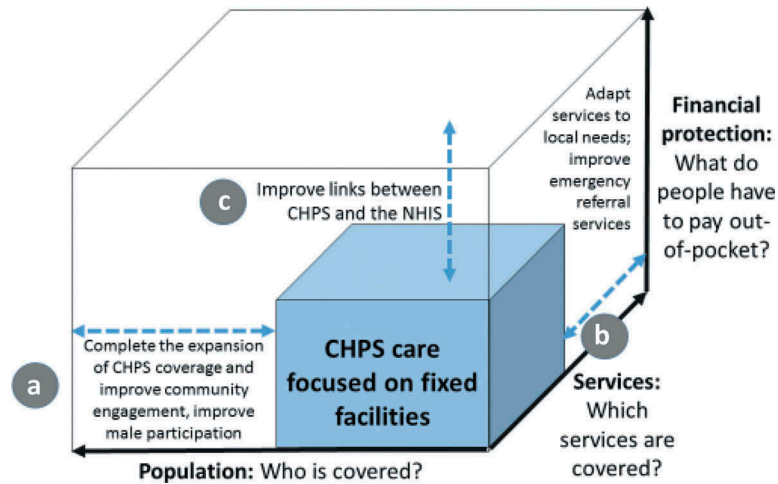 Adapt
services to
local needs;
improve
emergency
referral
services
Financial
protection:
What do
people have
to pay out-
of-pocket?
c
Improve links between
CHPS and the NHIS
a
Complete the expansion
of CHPS coverage and
improve community
engagement, improve
male participation
CHPS care
focused on fixed
facilities
b
Services:
Which
services are
covered?
Population: Who is covered?